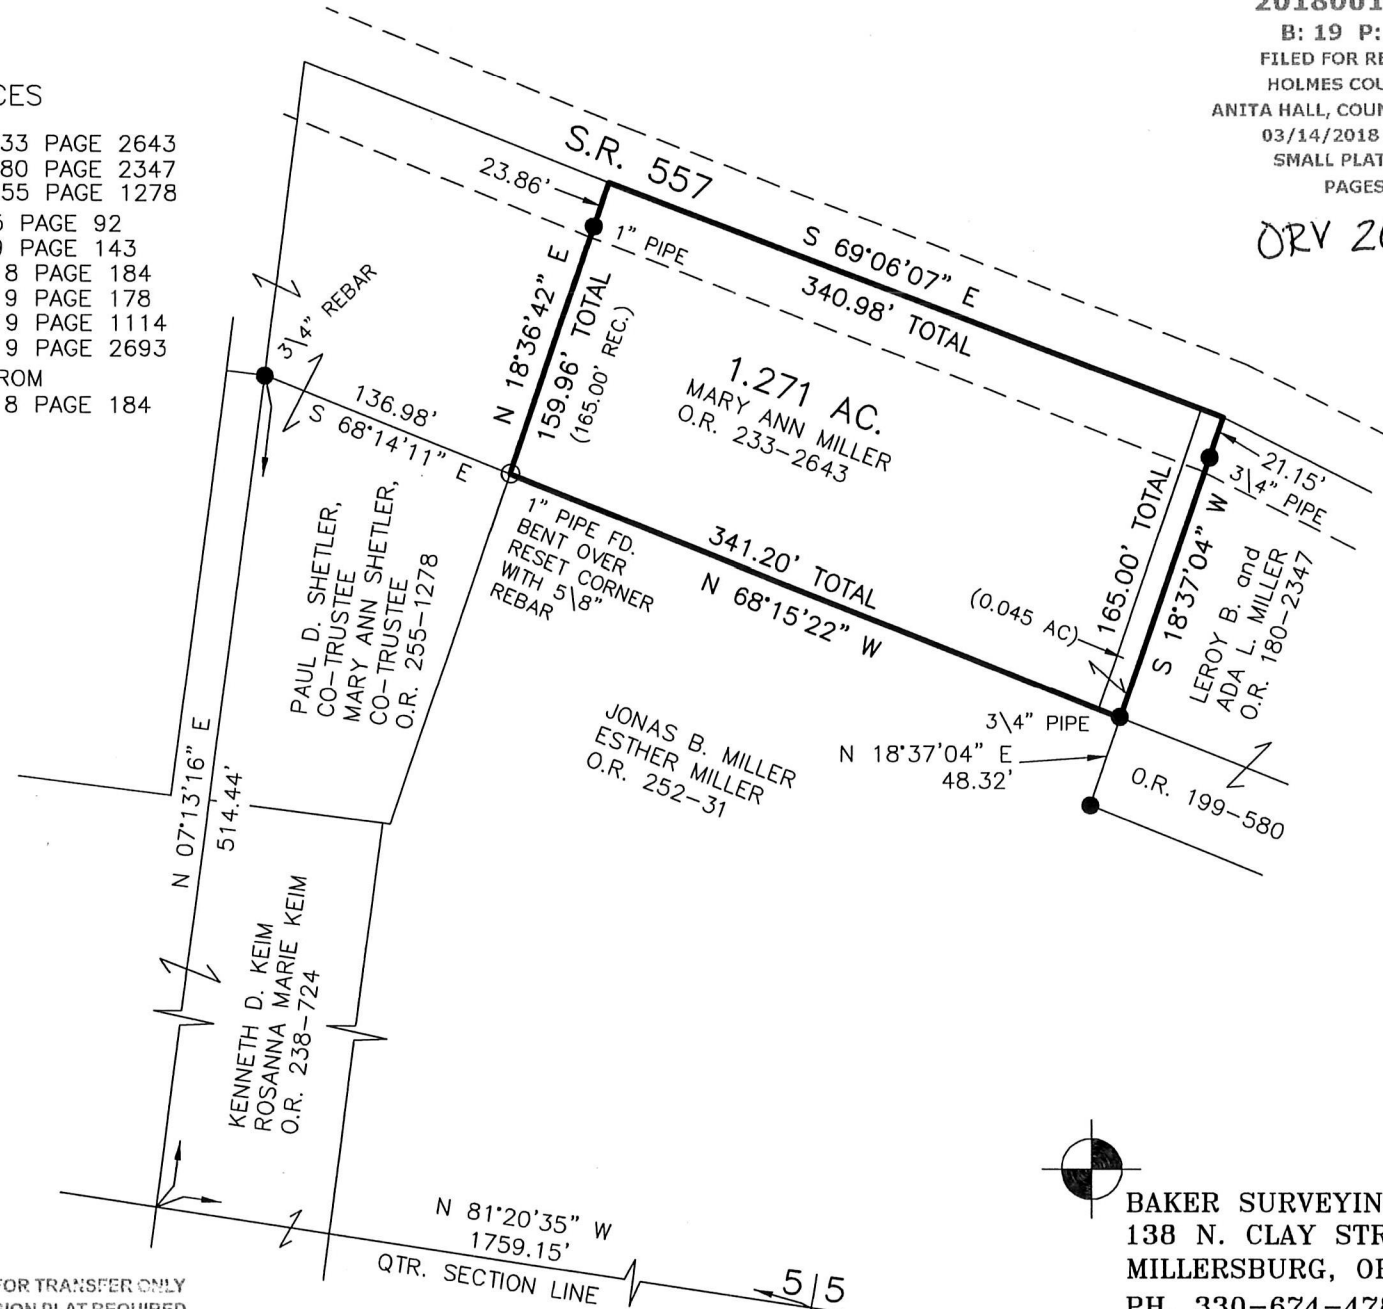 CES
33 PAGE 2643
80 PAGE 2347
55 PAGE 1278
PAGE 92
PAGE 143
8 PAGE 184
9 PAGE 178
9 PAGE 1114
9 PAGE 2693
ROM
8 PAGE 184
B: 19 P:
FILED FOR RE
HOLMES COU
ANITA HALL, COUN
03/14/2018
SMALL PLAT
PAGES
ORV
S.R. 557
23.86'
1" PIPE
S 69°06'07" E
340.98' TOTAL
N 18°36'42" E
159.96' TOTAL
(165.00' REC.)
1.271 AC.
MARY ANN MILLER
O.R. 233-2643
3\4" REBAR
136.98'
S 68°14'11" E
1" PIPE FD.
BENT OVER
RESET CORNER
WITH 5\8"
REBAR
341.20' TOTAL
N 68°15'22" W
(0.045 AC)
165.00' TOTAL
S 18°37'04" W
21.15'
3\4" PIPE
LEROY B. and
ADA L. MILLER
O.R. 180-2347
PAUL D. SHETLER,
CO-TRUSTEE
MARY ANN SHETLER,
CO-TRUSTEE
O.R. 255-1278
JONAS B. MILLER
ESTHER MILLER
O.R. 252-31
3\4" PIPE
N 18°37'04" E
48.32'
O.R. 199-580
N 07°13'16" E
514.44'
KENNETH D. KEIM
ROSANNA MARIE KEIM
O.R. 238-724
N 81°20'35" W
1759.15'
QTR. SECTION LINE
5|5
FOR TRANSFER ONLY
SION PLAT REQUIRED
BAKER SURVEYIN
138 N. CLAY STR
MILLERSBURG, OH
PH. 330-674-478